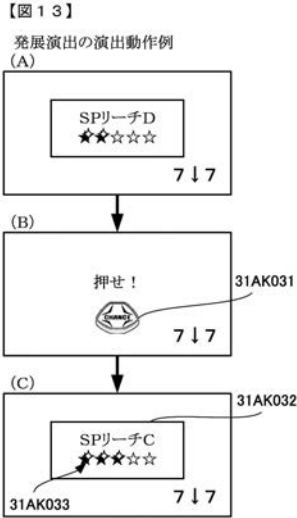 【図１３】
発展演出の演出動作例
(A)
SPリーチD
★★☆☆☆
７↓７
(B)
押せ！
CHANCE
31AK031
７↓７
(C)
31AK032
SPリーチC
★★★☆☆
31AK033
７↓７